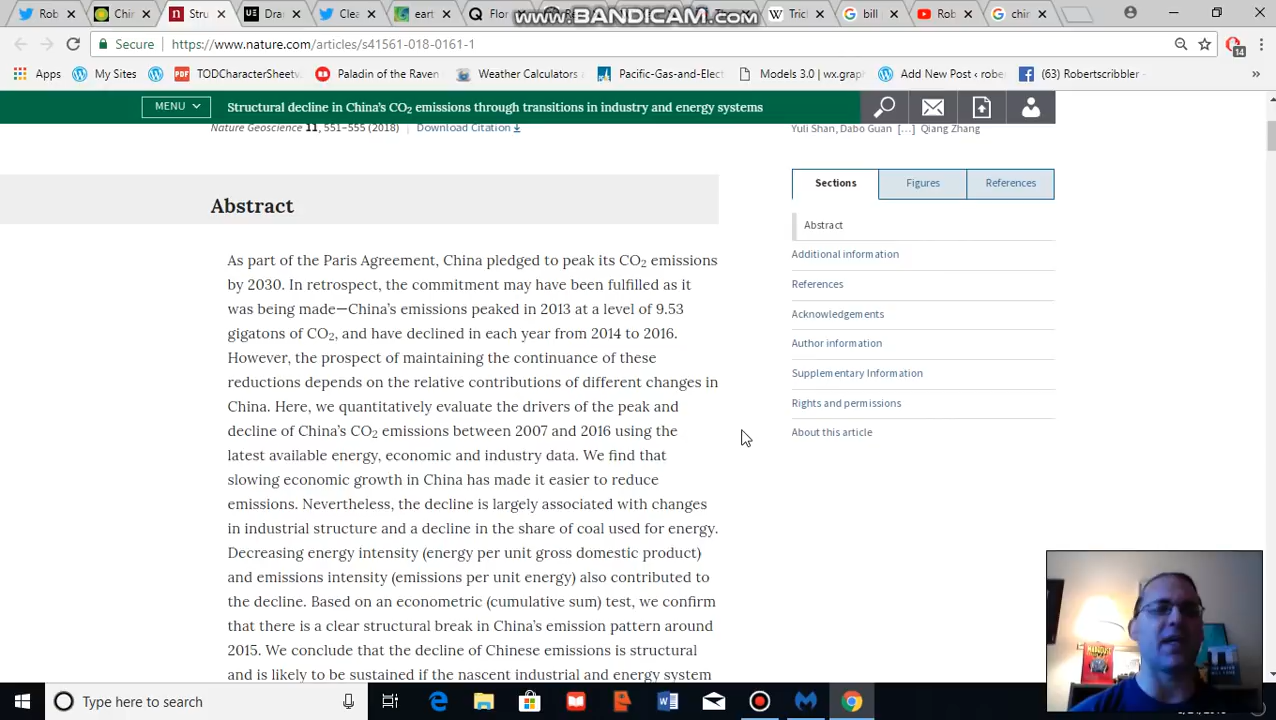 www.BANDICAM.com
Rob
Chin
Stru
Dra
Clea
eart
Flor
R
Tricl
bill
Rob
chin
Secure
https://www.nature.com/articles/s41561-018-0161-1
14
Apps
My Sites
TODCharacterSheetv
Paladin of the Raven
Weather Calculators
Pacific-Gas-and-Elect
Models 3.0 | wx.grap
Add New Post ‹ robe
(63) Robertscribbler -
»
MENU
Structural decline in China's CO₂ emissions through transitions in industry and energy systems
Nature Geoscience 11, 551–555 (2018)
Download Citation
Yuli Shan, Dabo Guan […] Qiang Zhang
Abstract
As part of the Paris Agreement, China pledged to peak its CO₂ emissions
by 2030. In retrospect, the commitment may have been fulfilled as it
was being made—China's emissions peaked in 2013 at a level of 9.53
gigatons of CO₂, and have declined in each year from 2014 to 2016.
However, the prospect of maintaining the continuance of these
reductions depends on the relative contributions of different changes in
China. Here, we quantitatively evaluate the drivers of the peak and
decline of China's CO₂ emissions between 2007 and 2016 using the
latest available energy, economic and industry data. We find that
slowing economic growth in China has made it easier to reduce
emissions. Nevertheless, the decline is largely associated with changes
in industrial structure and a decline in the share of coal used for energy.
Decreasing energy intensity (energy per unit gross domestic product)
and emissions intensity (emissions per unit energy) also contributed to
the decline. Based on an econometric (cumulative sum) test, we confirm
that there is a clear structural break in China's emission pattern around
2015. We conclude that the decline of Chinese emissions is structural
and is likely to be sustained if the nascent industrial and energy system
Sections
Figures
References
Abstract
Additional information
References
Acknowledgements
Author information
Supplementary Information
Rights and permissions
About this article
Type here to search